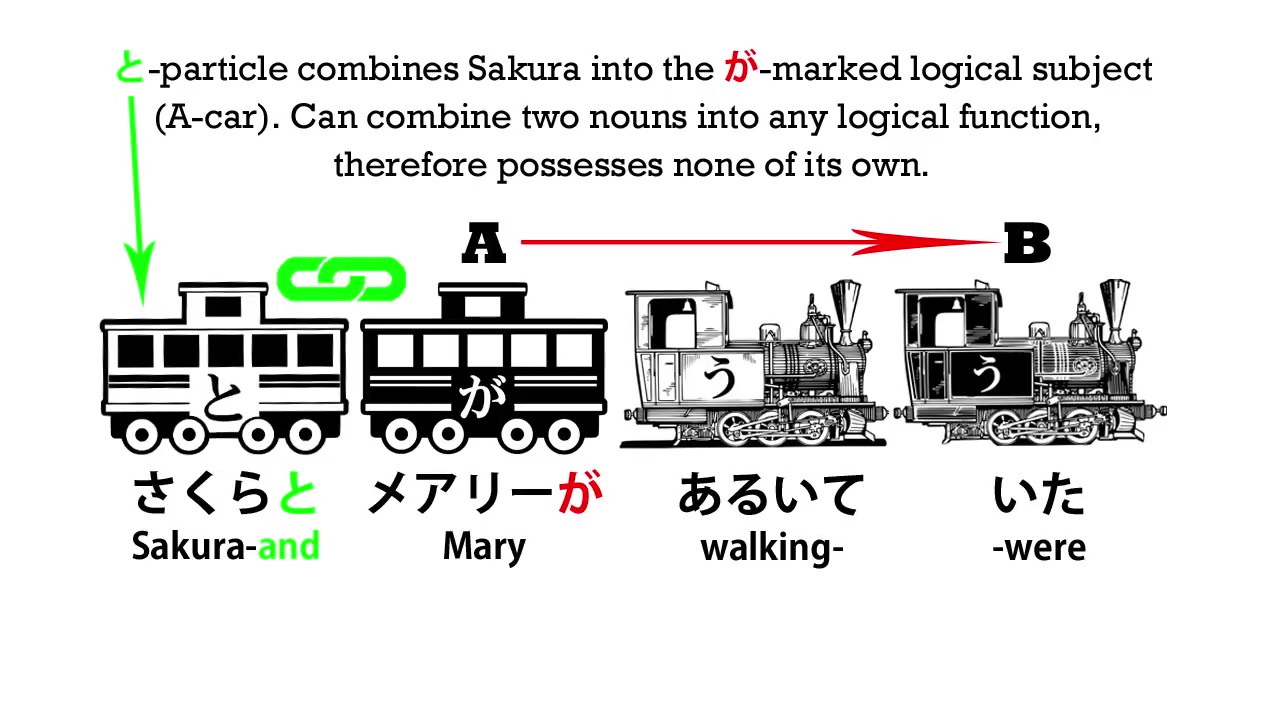 と-particle combines Sakura into the が-marked logical subject
(A-car). Can combine two nouns into any logical function,
therefore possesses none of its own.
A B
と が う う
さくらと メアリーが あるいて いた
Sakura-and Mary walking- -were